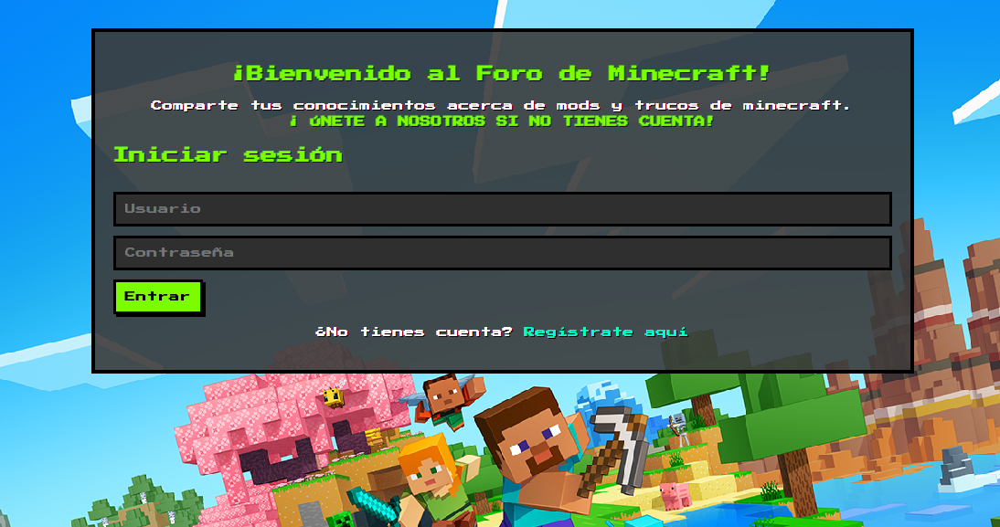 ¡Bienvenido al Foro de Minecraft!
Comparte tus conocimientos acerca de mods y trucos de minecraft.
¡ ÚNETE A NOSOTROS SI NO TIENES CUENTA!
Iniciar sesión
Usuario
Contraseña
Entrar
¿No tienes cuenta? Regístrate aquí